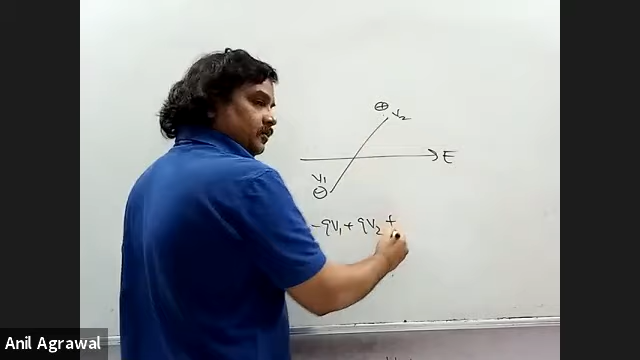 ⊕
V₂
E
V₁
⊖
-qV₁ + qV₂ +
Anil Agrawal